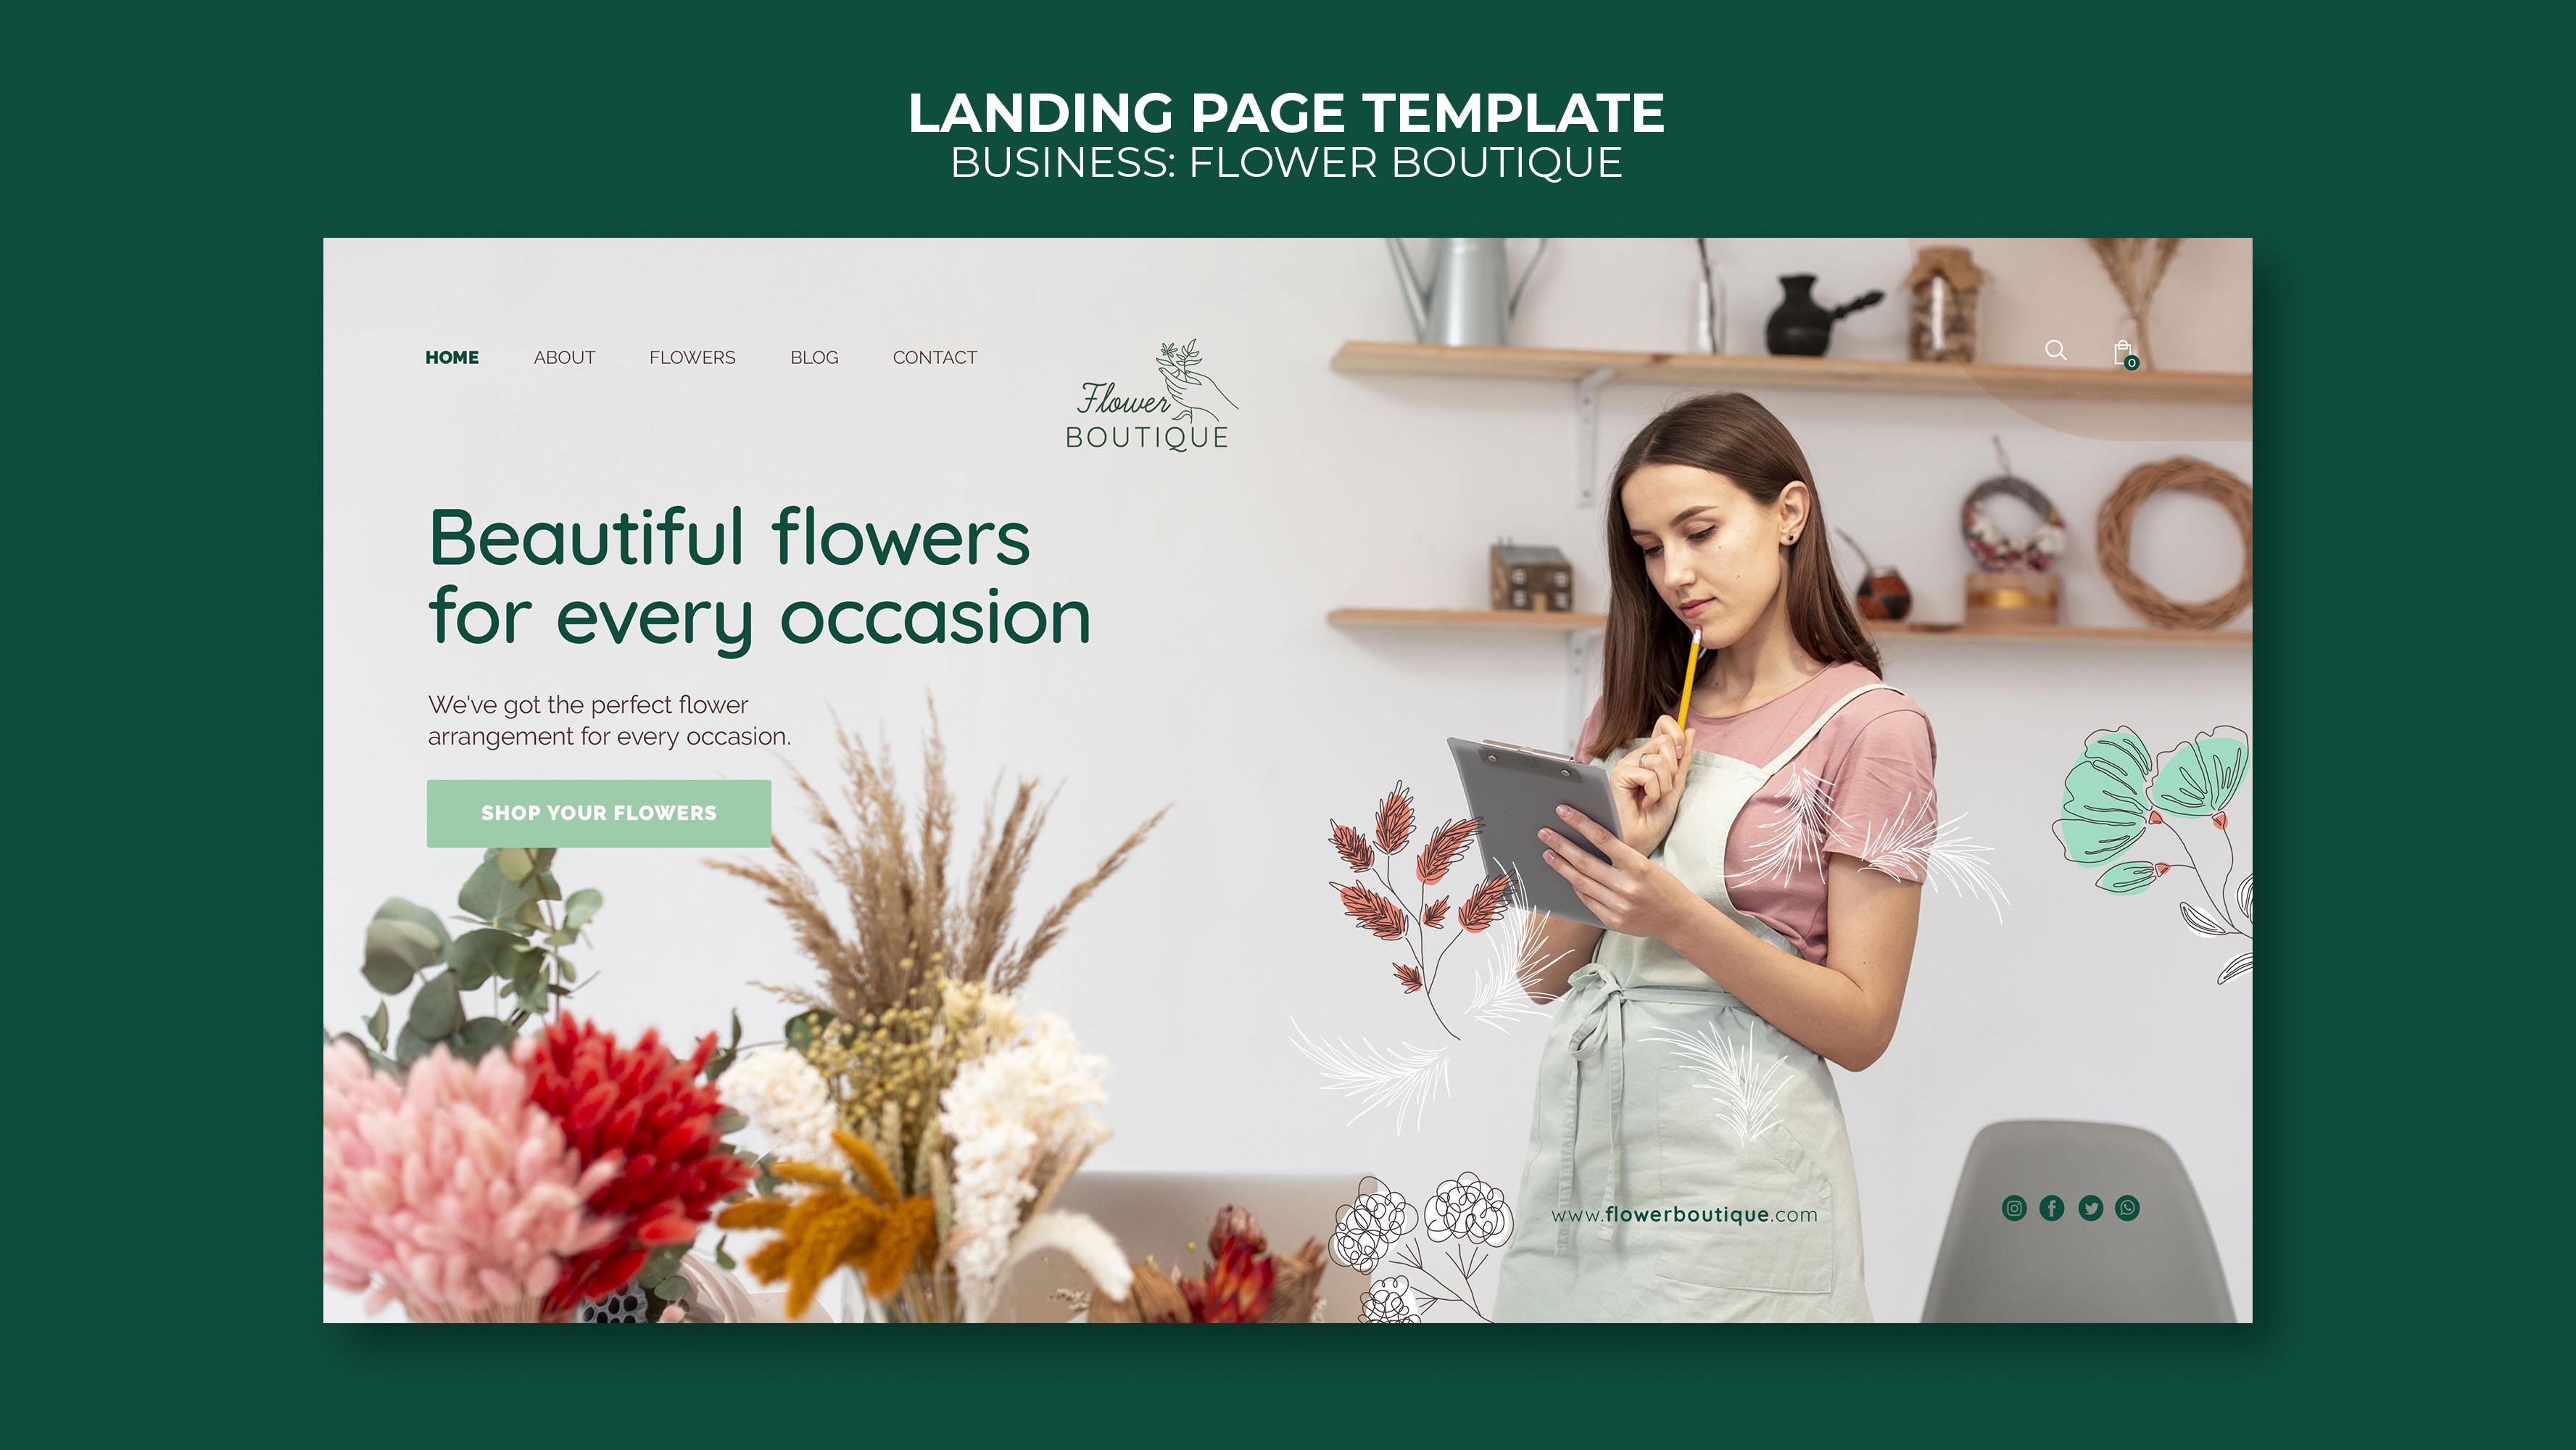 LANDING PAGE TEMPLATE
BUSINESS: FLOWER BOUTIQUE
HOME ABOUT FLOWERS BLOG CONTACT
Flower
BOUTIQUE
0
Beautiful flowers
for every occasion
We've got the perfect flower
arrangement for every occasion.
SHOP YOUR FLOWERS
www.flowerboutique.com